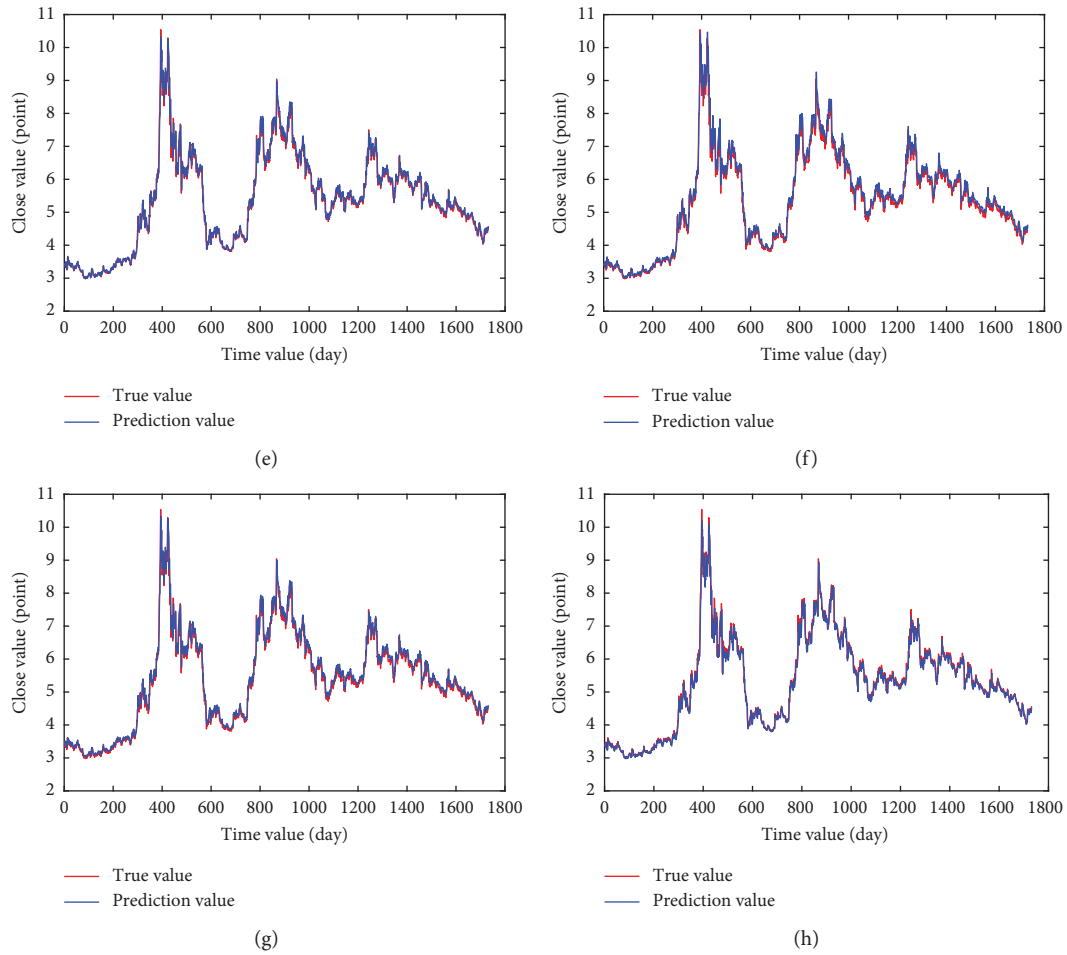 11
10
9
8
7
6
5
4
3
2
Close value (point)
0 200 400 600 800 1000 1200 1400 1600 1800
Time value (day)
True value
Prediction value
(e)
11
10
9
8
7
6
5
4
3
2
Close value (point)
0 200 400 600 800 1000 1200 1400 1600 1800
Time value (day)
True value
Prediction value
(f)
11
10
9
8
7
6
5
4
3
2
Close value (point)
0 200 400 600 800 1000 1200 1400 1600 1800
Time value (day)
True value
Prediction value
(g)
11
10
9
8
7
6
5
4
3
2
Close value (point)
0 200 400 600 800 1000 1200 1400 1600 1800
Time value (day)
True value
Prediction value
(h)